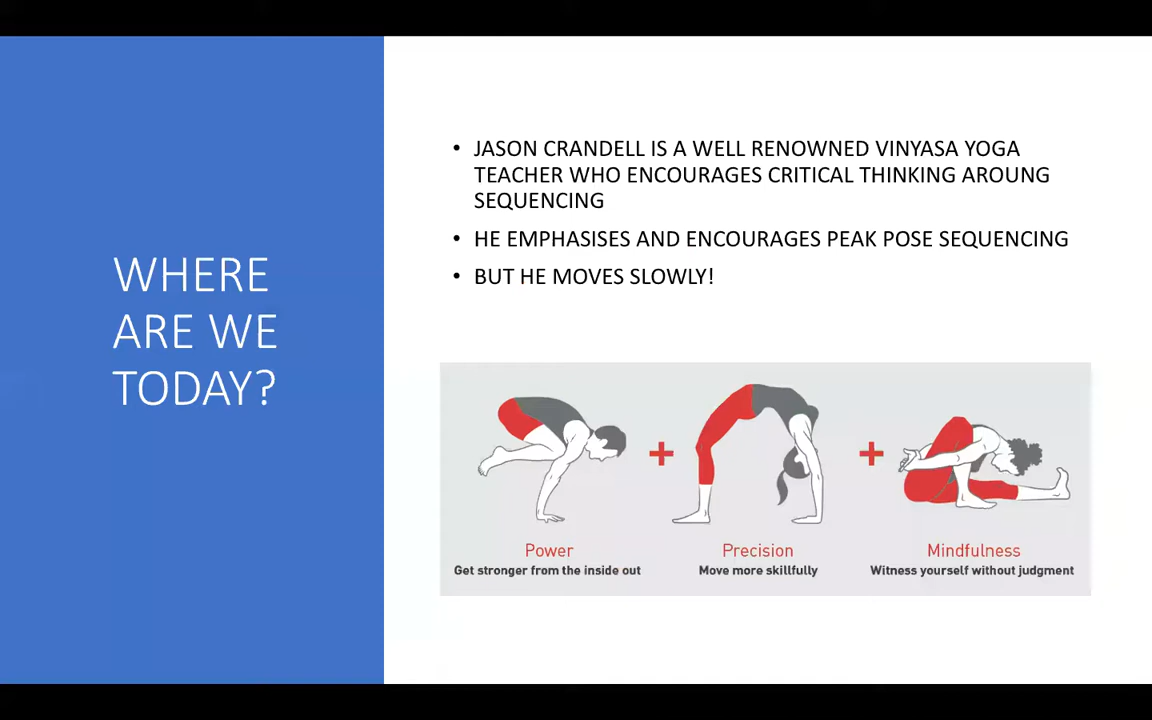 WHERE
ARE WE
TODAY?
• JASON CRANDELL IS A WELL RENOWNED VINYASA YOGA
TEACHER WHO ENCOURAGES CRITICAL THINKING AROUNG
SEQUENCING
• HE EMPHASISES AND ENCOURAGES PEAK POSE SEQUENCING
• BUT HE MOVES SLOWLY!
+ +
Power Precision Mindfulness
Get stronger from the inside out Move more skillfully Witness yourself without judgment